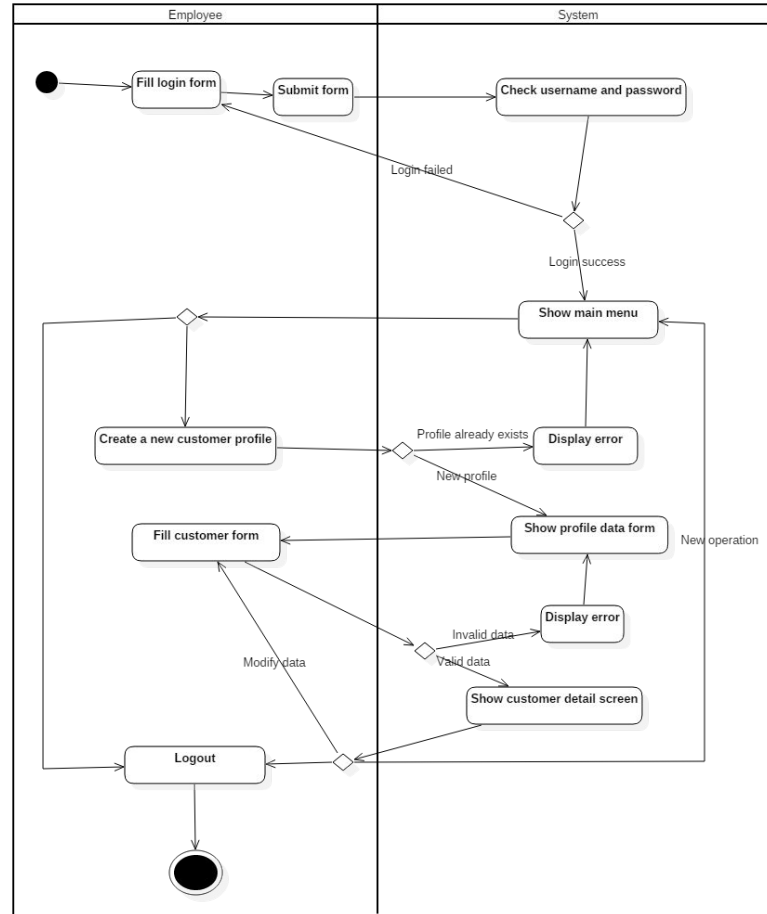 Employee
System
Fill login form
Submit form
Check username and password
Login failed
Login success
Show main menu
Create a new customer profile
Profile already exists
Display error
New profile
Fill customer form
Show profile data form
New operation
Display error
Invalid data
Modify data
Valid data
Show customer detail screen
Logout